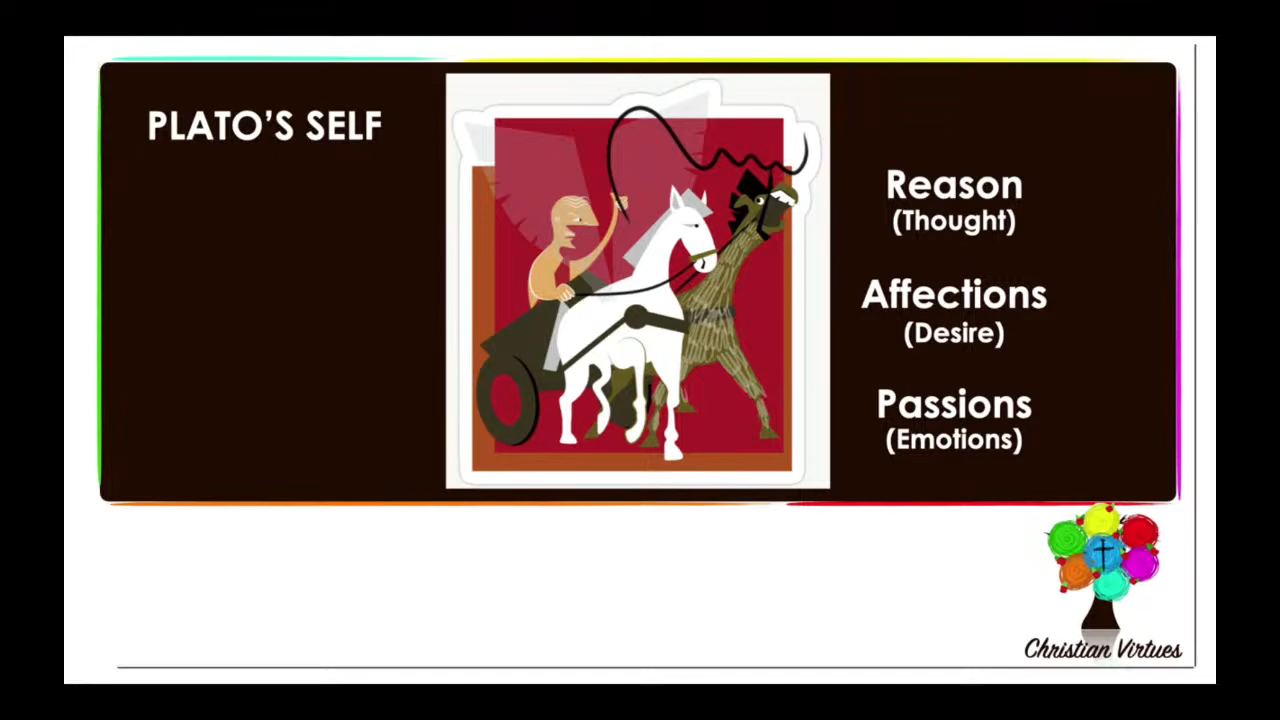 PLATO'S SELF
Reason
(Thought)
Affections
(Desire)
Passions
(Emotions)
Christian Virtues